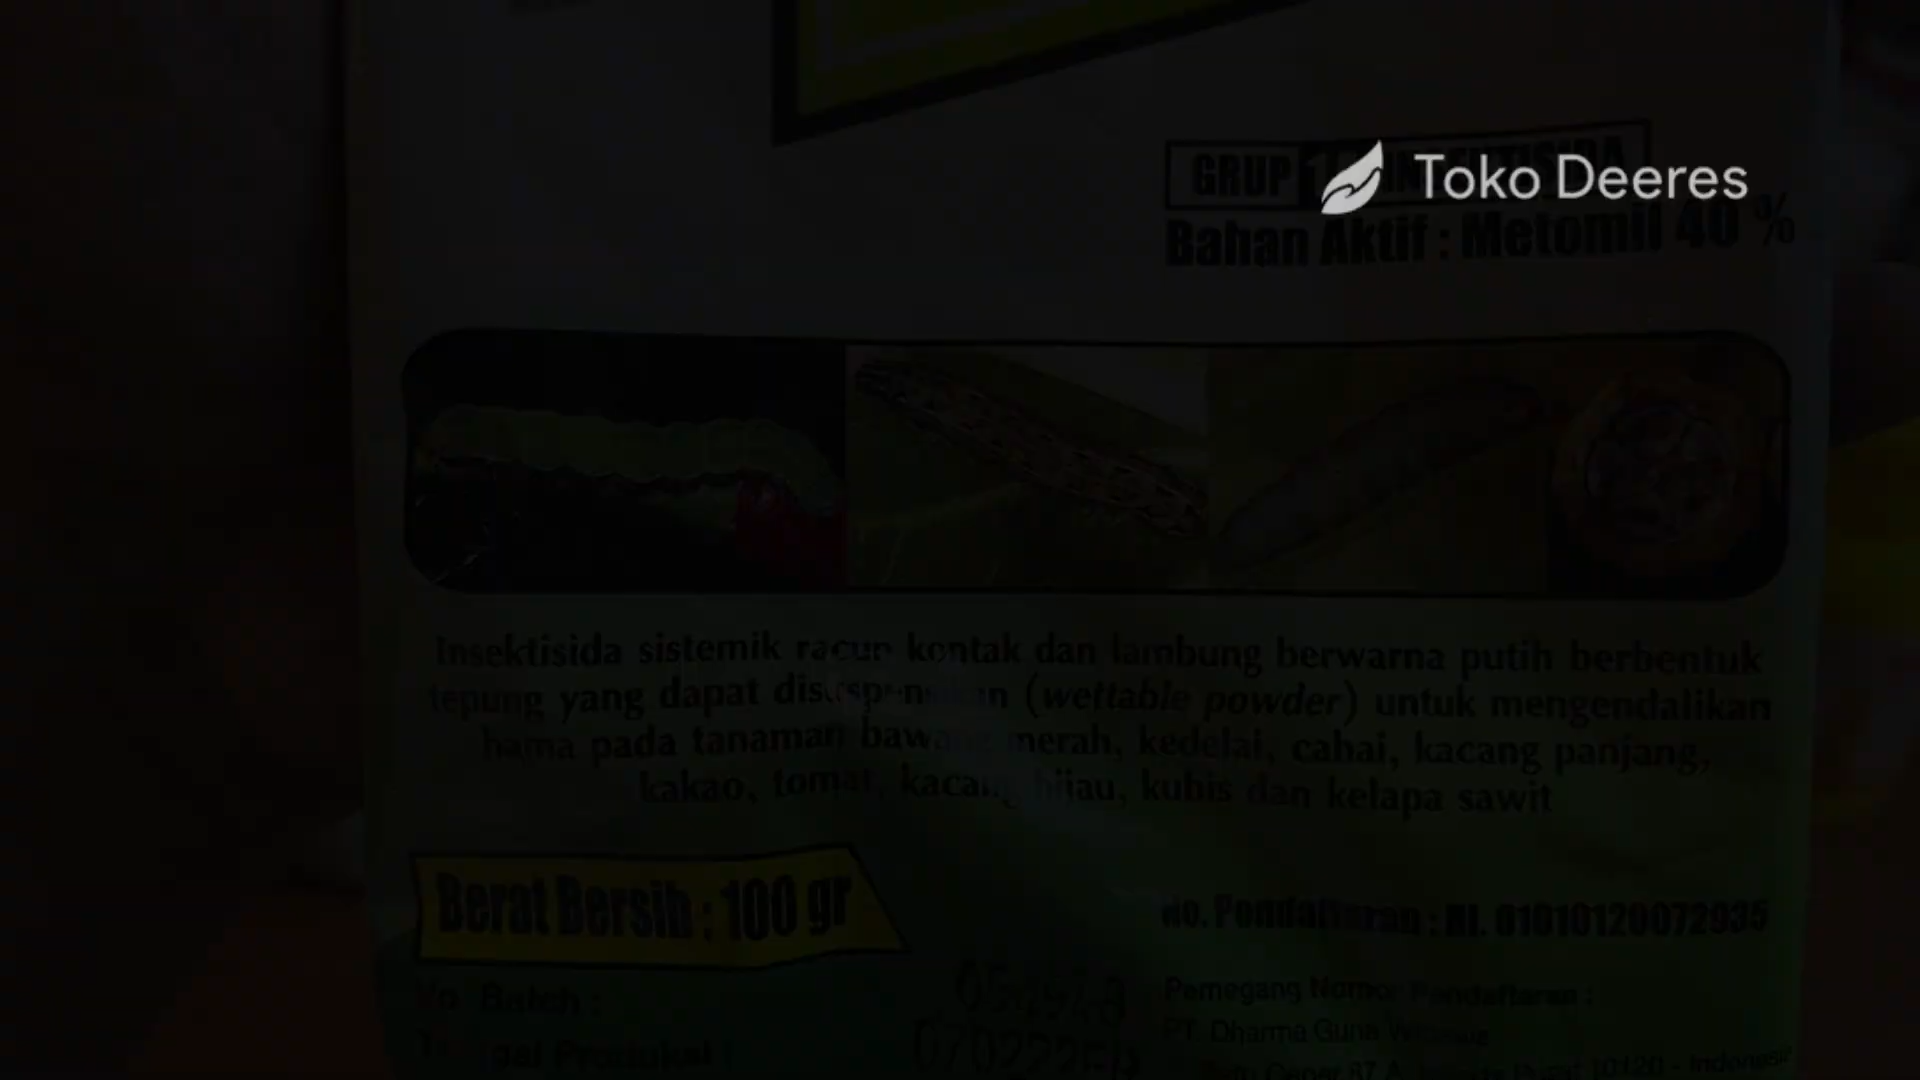 Toko Deeres
GRUP
Bahan Aktif : Metomil 40 %
Insektisida sistemik racun kontak dan lambung berwarna putih berbentuk
tepung yang dapat disuspensikan (wettable powder) untuk mengendalikan
hama pada tanaman bawang merah, kedelai, cabai, kacang panjang,
kakao, tomat, kacang hijau, kubis dan kelapa sawit
Berat Bersih : 100 gr
No. Pendaftaran : RI. 01010120072935
No. Batch :
Pemegang Nomor Pendaftaran :
PT. Dharma Guna